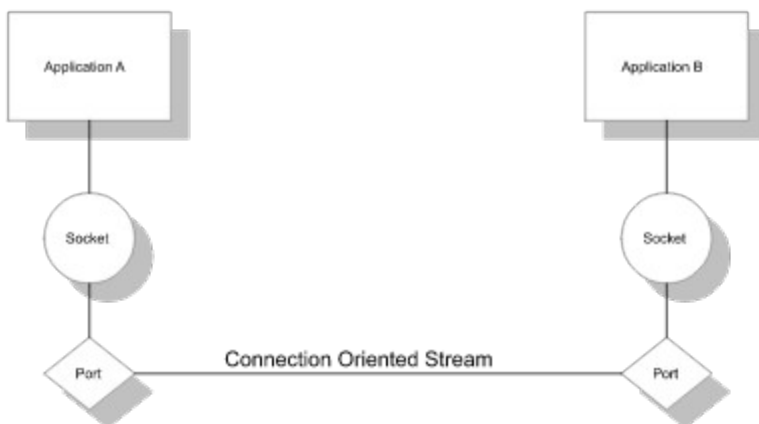 Application A
Application B
Socket
Socket
Connection Oriented Stream
Port
Port